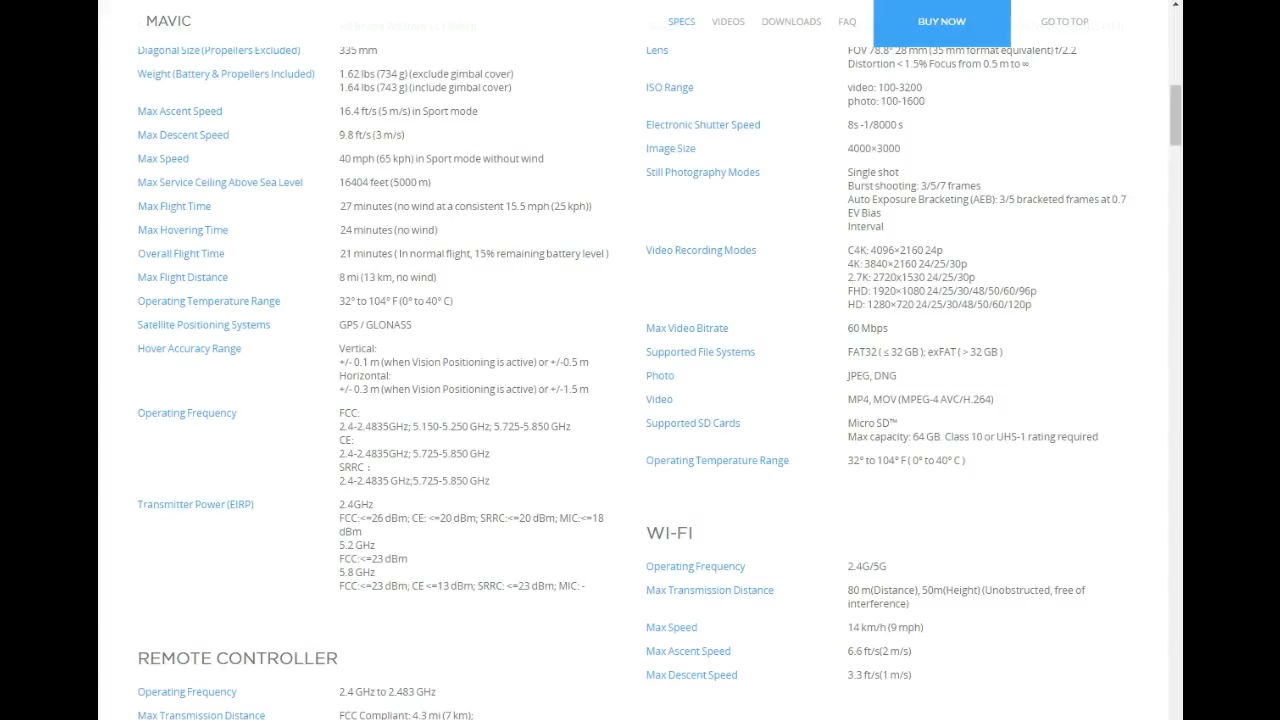 MAVIC
SPECS
VIDEOS
DOWNLOADS
FAQ
BUY NOW
GO TO TOP
Diagonal Size (Propellers Excluded)
335 mm
Weight (Battery & Propellers Included)
1.62 lbs (734 g) (exclude gimbal cover)
1.64 lbs (743 g) (include gimbal cover)
Max Ascent Speed
16.4 ft/s (5 m/s) in Sport mode
Max Descent Speed
9.8 ft/s (3 m/s)
Max Speed
40 mph (65 kph) in Sport mode without wind
Max Service Ceiling Above Sea Level
16404 feet (5000 m)
Max Flight Time
27 minutes (no wind at a consistent 15.5 mph (25 kph))
Max Hovering Time
24 minutes (no wind)
Overall Flight Time
21 minutes ( In normal flight, 15% remaining battery level )
Max Flight Distance
8 mi (13 km, no wind)
Operating Temperature Range
32° to 104° F (0° to 40° C)
Satellite Positioning Systems
GPS / GLONASS
Hover Accuracy Range
Vertical:
+/- 0.1 m (when Vision Positioning is active) or +/-0.5 m
Horizontal:
+/- 0.3 m (when Vision Positioning is active) or +/-1.5 m
Operating Frequency
FCC:
2.4-2.4835GHz; 5.150-5.250 GHz; 5.725-5.850 GHz
CE:
2.4-2.4835GHz; 5.725-5.850 GHz
SRRC：
2.4-2.4835 GHz;5.725-5.850 GHz
Transmitter Power (EIRP)
2.4GHz
FCC:<=26 dBm; CE: <=20 dBm; SRRC:<=20 dBm; MIC:<=18
dBm
5.2 GHz
FCC:<=23 dBm
5.8 GHz
FCC:<=23 dBm; CE <=13 dBm; SRRC: <=23 dBm; MIC: -
REMOTE CONTROLLER
Operating Frequency
2.4 GHz to 2.483 GHz
Max Transmission Distance
FCC Compliant: 4.3 mi (7 km);
Lens
FOV 78.8° 28 mm (35 mm format equivalent) f/2.2
Distortion < 1.5% Focus from 0.5 m to ∞
ISO Range
video: 100-3200
photo: 100-1600
Electronic Shutter Speed
8s -1/8000 s
Image Size
4000×3000
Still Photography Modes
Single shot
Burst shooting: 3/5/7 frames
Auto Exposure Bracketing (AEB): 3/5 bracketed frames at 0.7
EV Bias
Interval
Video Recording Modes
C4K: 4096×2160 24p
4K: 3840×2160 24/25/30p
2.7K: 2720x1530 24/25/30p
FHD: 1920×1080 24/25/30/48/50/60/96p
HD: 1280×720 24/25/30/48/50/60/120p
Max Video Bitrate
60 Mbps
Supported File Systems
FAT32 ( ≤ 32 GB ); exFAT ( > 32 GB )
Photo
JPEG, DNG
Video
MP4, MOV (MPEG-4 AVC/H.264)
Supported SD Cards
Micro SD™
Max capacity: 64 GB. Class 10 or UHS-1 rating required
Operating Temperature Range
32° to 104° F ( 0° to 40° C )
WI-FI
Operating Frequency
2.4G/5G
Max Transmission Distance
80 m(Distance), 50m(Height) (Unobstructed, free of
interference)
Max Speed
14 km/h (9 mph)
Max Ascent Speed
6.6 ft/s(2 m/s)
Max Descent Speed
3.3 ft/s(1 m/s)